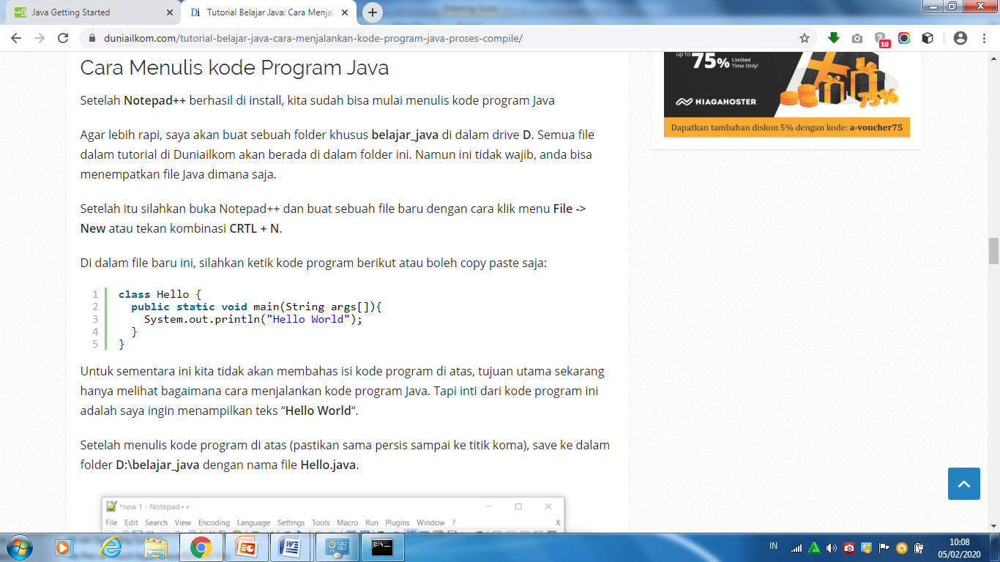 Java Getting Started
Di Tutorial Belajar Java: Cara Menjal
duniailkom.com/tutorial-belajar-java-cara-menjalankan-kode-program-java-proses-compile/
10
Cara Menulis kode Program Java
Setelah Notepad++ berhasil di install, kita sudah bisa mulai menulis kode program Java
Agar lebih rapi, saya akan buat sebuah folder khusus belajar_java di dalam drive D. Semua file
dalam tutorial di Duniailkom akan berada di dalam folder ini. Namun ini tidak wajib, anda bisa
menempatkan file Java dimana saja.
Setelah itu silahkan buka Notepad++ dan buat sebuah file baru dengan cara klik menu File ->
New atau tekan kombinasi CRTL + N.
Di dalam file baru ini, silahkan ketik kode program berikut atau boleh copy paste saja:
1 class Hello {
2 public static void main(String args[]){
3 System.out.println("Hello World");
4 }
5 }
Untuk sementara ini kita tidak akan membahas isi kode program di atas, tujuan utama sekarang
hanya melihat bagaimana cara menjalankan kode program Java. Tapi inti dari kode program ini
adalah saya ingin menampilkan teks “Hello World“.
Setelah menulis kode program di atas (pastikan sama persis sampai ke titik koma), save ke dalam
folder D:\belajar_java dengan nama file Hello.java.
*new 1 - Notepad++
File Edit Search View Encoding Language Settings Tools Macro Run Plugins Window ? X
up to
75% Limited
Time Only!
75%
NIAGAHOSTER
Dapatkan tambahan diskon 5% dengan kode: a-voucher75
IN
10:08
05/02/2020